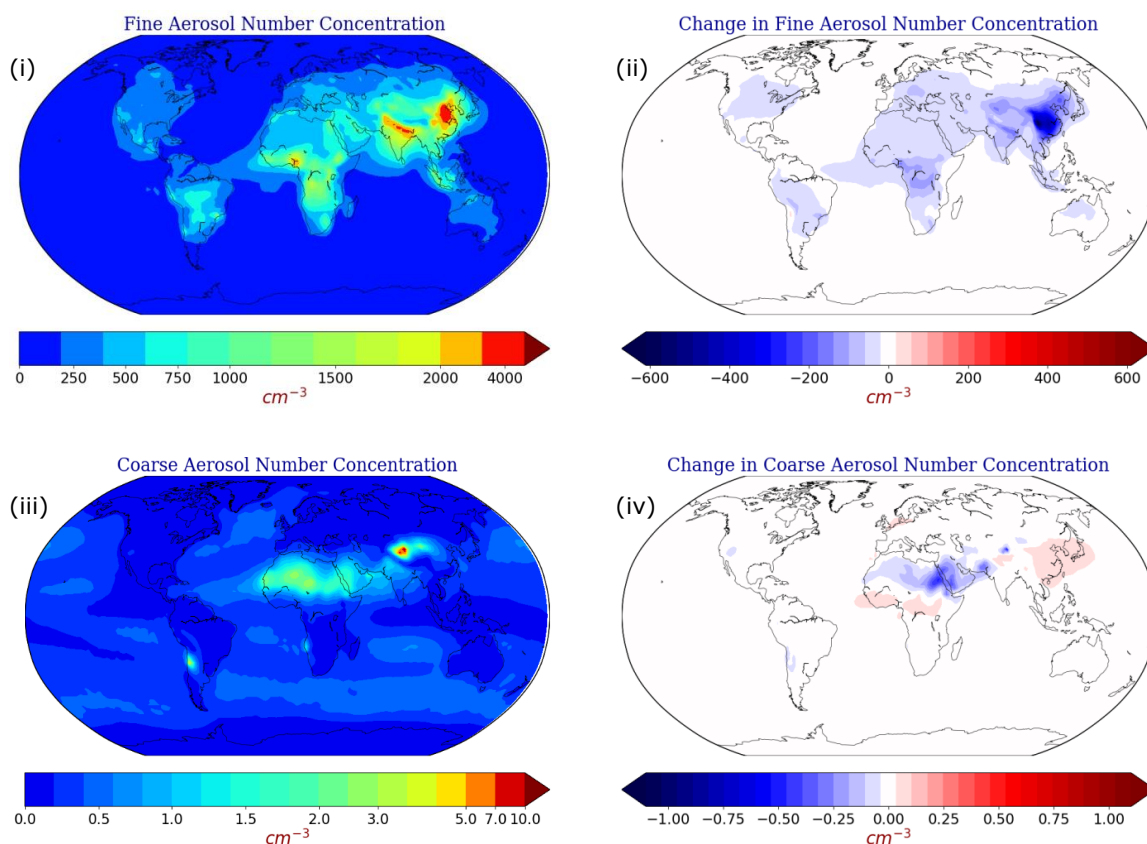 Fine Aerosol Number Concentration
(i)
0 250 500 750 1000 1500 2000 4000
cm⁻³
Change in Fine Aerosol Number Concentration
(ii)
−600 −400 −200 0 200 400 600
cm⁻³
Coarse Aerosol Number Concentration
(iii)
0.0 0.5 1.0 1.5 2.0 3.0 5.0 7.0 10.0
cm⁻³
Change in Coarse Aerosol Number Concentration
(iv)
−1.00 −0.75 −0.50 −0.25 0.00 0.25 0.50 0.75 1.00
cm⁻³